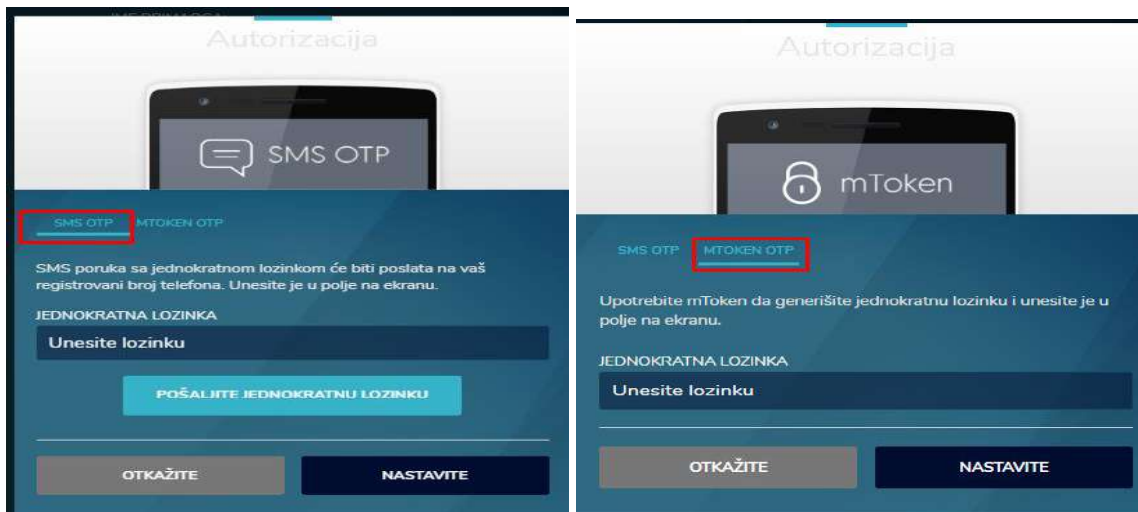 Autorizacija
SMS OTP
SMS OTP MTOKEN OTP
SMS poruka sa jednokratnom lozinkom će biti poslata na vaš
registrovani broj telefona. Unesite je u polje na ekranu.
JEDNOKRATNA LOZINKA
Unesite lozinku
POŠALJITE JEDNOKRATNU LOZINKU
OTKAŽITE NASTAVITE
Autorizacija
mToken
SMS OTP MTOKEN OTP
Upotrebite mToken da generišite jednokratnu lozinku i unesite je u
polje na ekranu.
JEDNOKRATNA LOZINKA
Unesite lozinku
OTKAŽITE NASTAVITE